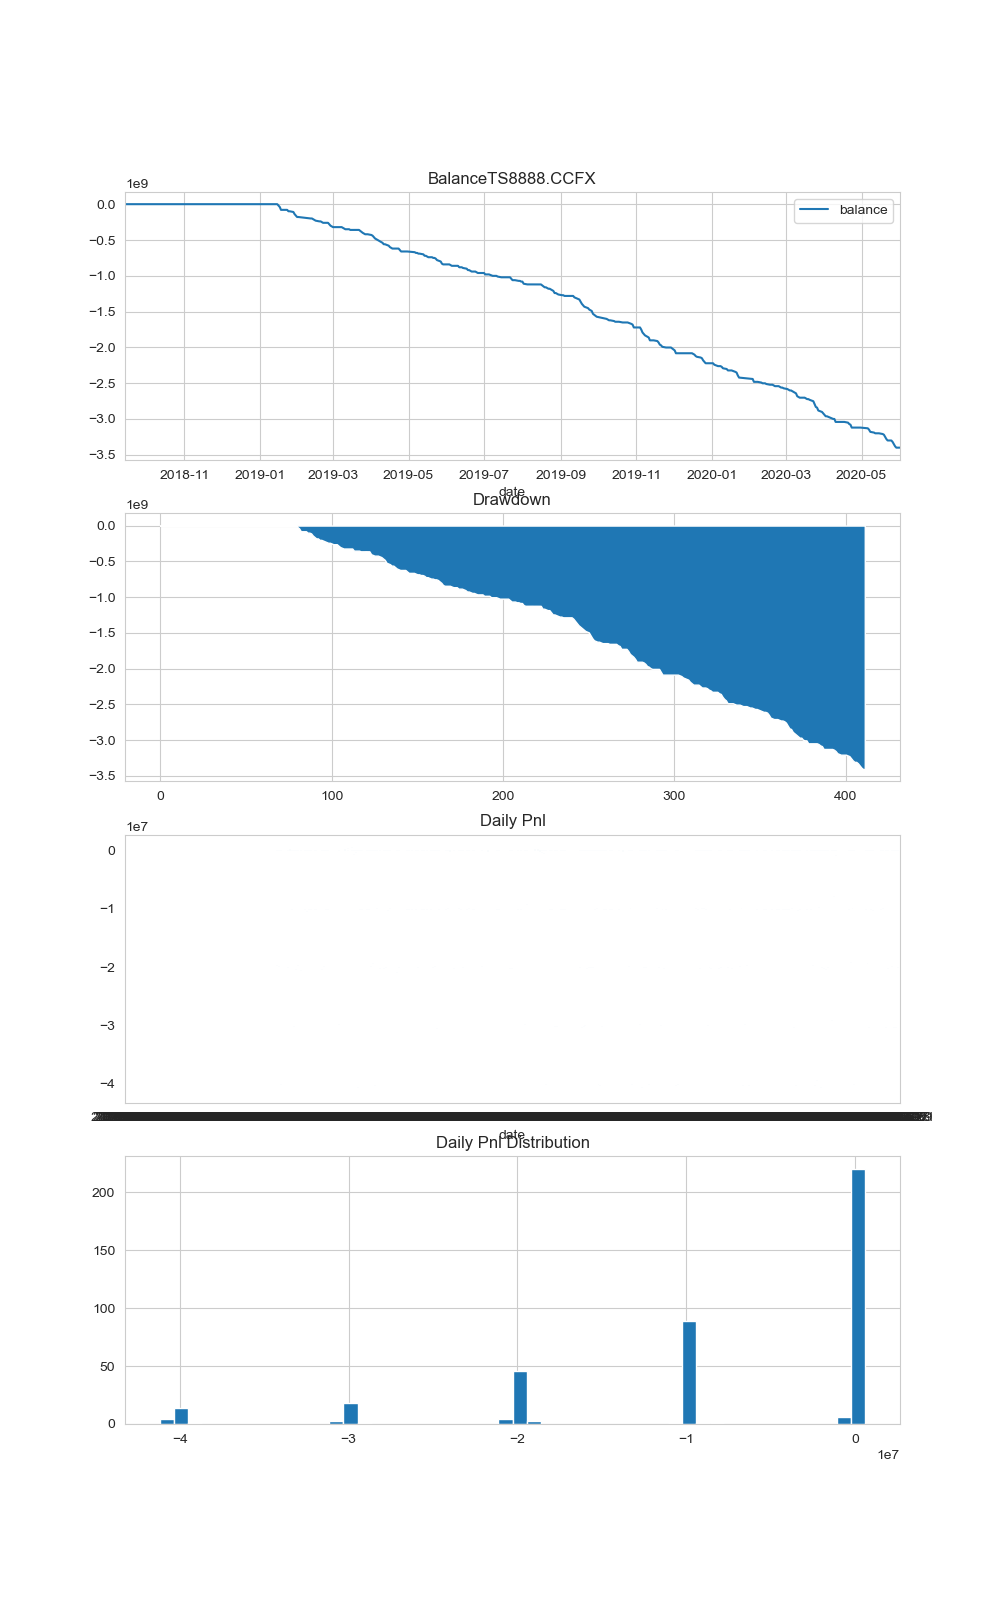 BalanceTS8888.CCFX
1e9
balance
0.0
−0.5
−1.0
−1.5
−2.0
−2.5
−3.0
−3.5
2018-11 2019-01 2019-03 2019-05 2019-07 2019-09 2019-11 2020-01 2020-03 2020-05
date
Drawdown
1e9
0.0
−0.5
−1.0
−1.5
−2.0
−2.5
−3.0
−3.5
0 100 200 300 400
Daily Pnl
1e7
0
−1
−2
−3
−4
date
Daily Pnl Distribution
200
150
100
50
0
−4 −3 −2 −1 0
1e7